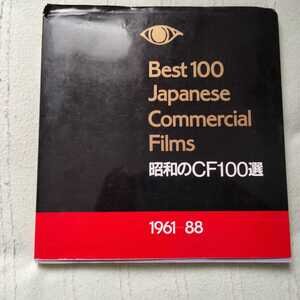 Best 100
Japanese
Commercial
Films
昭和のCF100選
1961-88